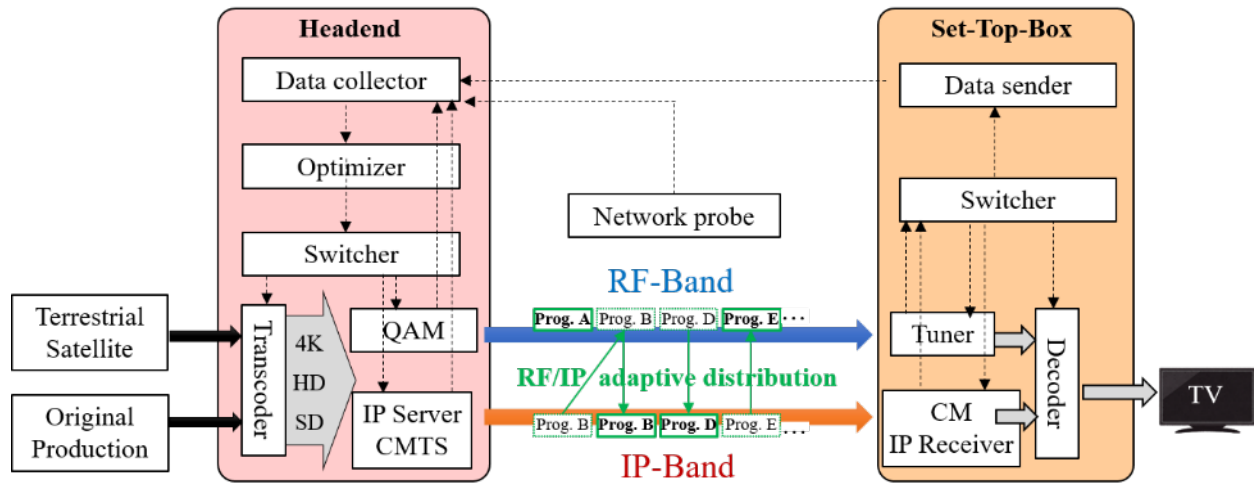 Headend
Data collector
Optimizer
Switcher
Terrestrial
Satellite
Original
Production
Transcoder
4K
HD
SD
QAM
IP Server
CMTS
Network probe
RF-Band
Prog. A
Prog. B
Prog. D
Prog. E
...
RF/IP adaptive distribution
Prog. B
Prog. B
Prog. D
Prog. E
...
IP-Band
Set-Top-Box
Data sender
Switcher
Tuner
CM
IP Receiver
Decoder
TV